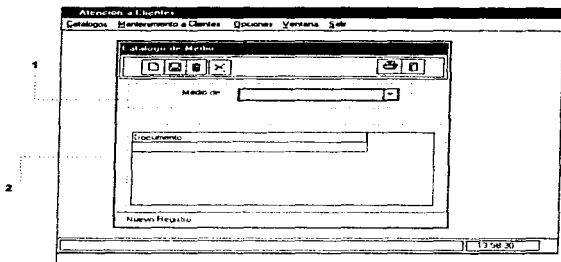 Atencion a Clientes
Catálogos Mantenimiento a Clientes Opciones Ventana Salir
Catalogo de Medio
1
Medio de
Documento
2
Nuevo Registro
13:58:30